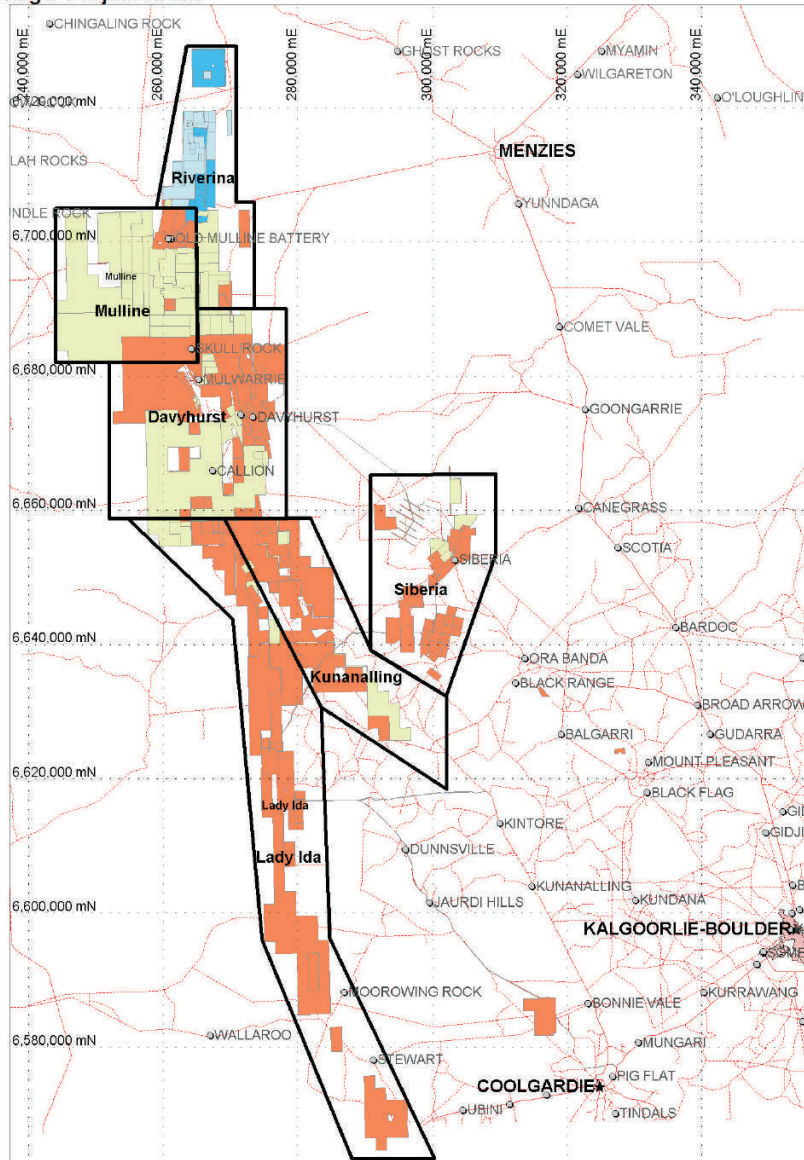 CHINGALING ROCK
GHOST ROCKS
MYAMIN
WILGARETON
O'LOUGHLIN
240,000 mE
260,000 mE
280,000 mE
300,000 mE
320,000 mE
340,000 mE
6,720,000 mN
MENZIES
LAH ROCKS
Riverina
YUNNDAGA
NDLE ROCK
6,700,000 mN
OLD MULLINE BATTERY
Mulline
Mulline
COMET VALE
SKULL ROCK
6,680,000 mN
MULWARRIE
GOONGARRIE
Davyhurst
DAVYHURST
CALLION
6,660,000 mN
CANEGRASS
SCOTIA
SIBERIA
Siberia
BARDOC
6,640,000 mN
ORA BANDA
Kunanalling
BLACK RANGE
BROAD ARROW
BALGARRI
GUDARRA
6,620,000 mN
MOUNT PLEASANT
BLACK FLAG
Lady Ida
GID
KINTORE
GIDJI
Lady Ida
DUNNSVILLE
KUNANALLING
B
6,600,000 mN
JAURDI HILLS
KUNDANA
KALGOORLIE-BOULDER
MOOROWING ROCK
KURRAWANG
BONNIE VALE
6,580,000 mN
WALLAROO
MUNGARI
STEWART
PIG FLAT
COOLGARDIE
UBINI
TINDALS